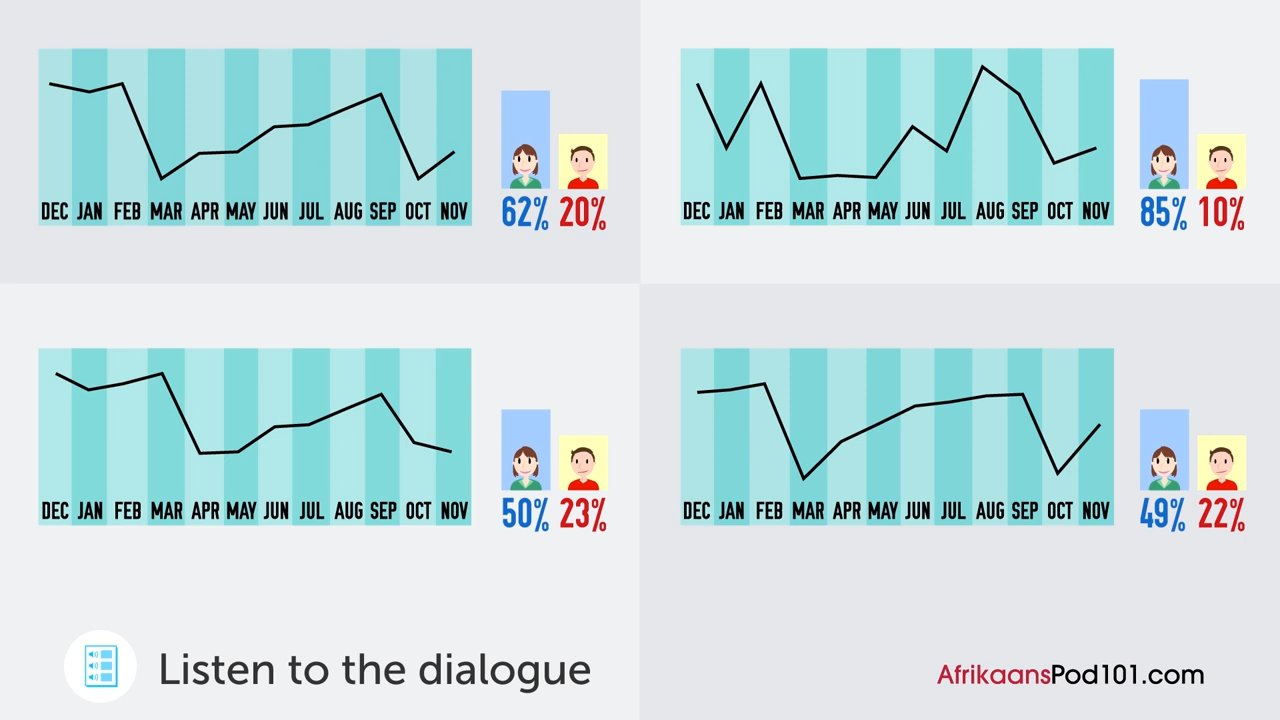 DEC JAN FEB MAR APR MAY JUN JUL AUG SEP OCT NOV
62% 20%
DEC JAN FEB MAR APR MAY JUN JUL AUG SEP OCT NOV
85% 10%
DEC JAN FEB MAR APR MAY JUN JUL AUG SEP OCT NOV
50% 23%
DEC JAN FEB MAR APR MAY JUN JUL AUG SEP OCT NOV
49% 22%
Listen to the dialogue
AfrikaansPod101.com